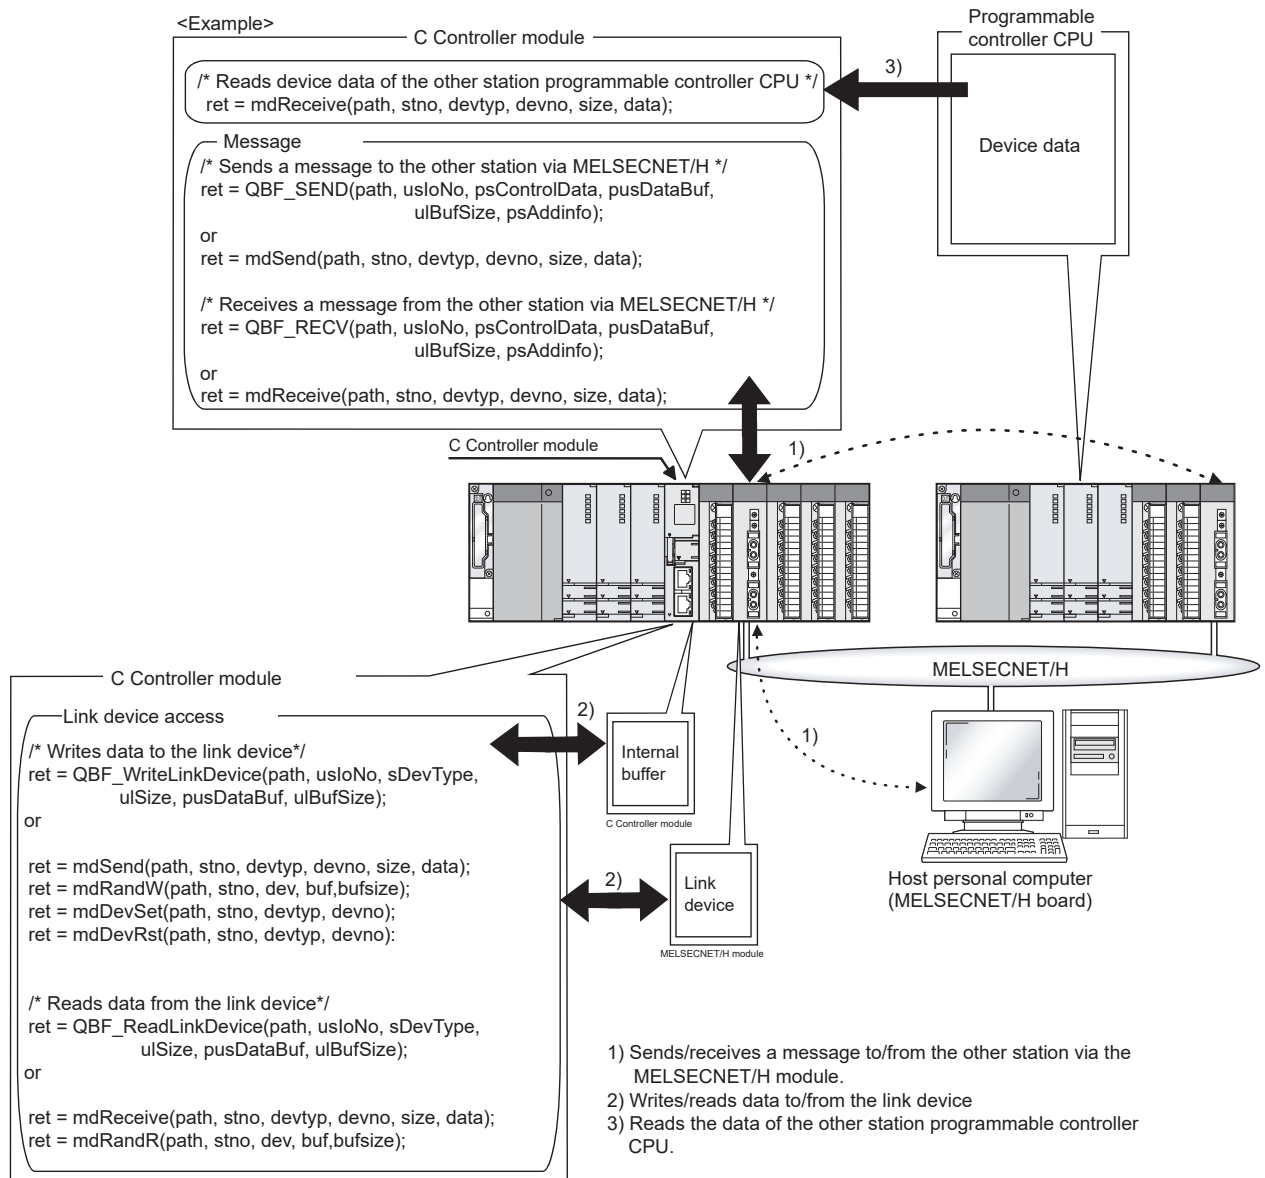 <Example>
C Controller module
/* Reads device data of the other station programmable controller CPU */
ret = mdReceive(path, stno, devtyp, devno, size, data);
3)
Programmable
controller CPU
Device data
Message
/* Sends a message to the other station via MELSECNET/H */
ret = QBF_SEND(path, usIoNo, psControlData, pusDataBuf,
ulBufSize, psAddinfo);
or
ret = mdSend(path, stno, devtyp, devno, size, data);
/* Receives a message from the other station via MELSECNET/H */
ret = QBF_RECV(path, usIoNo, psControlData, pusDataBuf,
ulBufSize, psAddinfo);
or
ret = mdReceive(path, stno, devtyp, devno, size, data);
C Controller module
1)
MELSECNET/H
C Controller module
Link device access
/* Writes data to the link device*/
ret = QBF_WriteLinkDevice(path, usIoNo, sDevType,
ulSize, pusDataBuf, ulBufSize);
or
ret = mdSend(path, stno, devtyp, devno, size, data);
ret = mdRandW(path, stno, dev, buf,bufsize);
ret = mdDevSet(path, stno, devtyp, devno);
ret = mdDevRst(path, stno, devtyp, devno):
/* Reads data from the link device*/
ret = QBF_ReadLinkDevice(path, usIoNo, sDevType,
ulSize, pusDataBuf, ulBufSize);
or
ret = mdReceive(path, stno, devtyp, devno, size, data);
ret = mdRandR(path, stno, dev, buf,bufsize);
2)
Internal
buffer
C Controller module
2)
Link
device
MELSECNET/H module
1)
Host personal computer
(MELSECNET/H board)
1) Sends/receives a message to/from the other station via the
MELSECNET/H module.
2) Writes/reads data to/from the link device
3) Reads the data of the other station programmable controller
CPU.